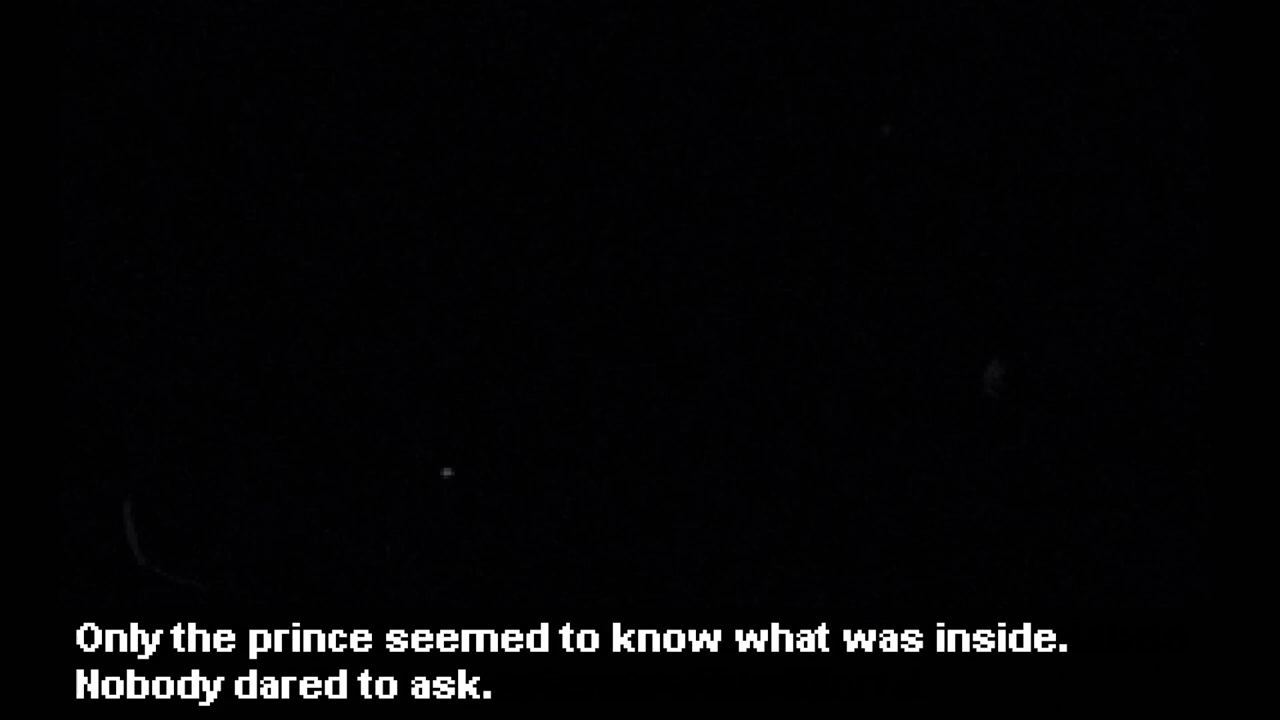 Only the prince seemed to know what was inside.
Nobody dared to ask.